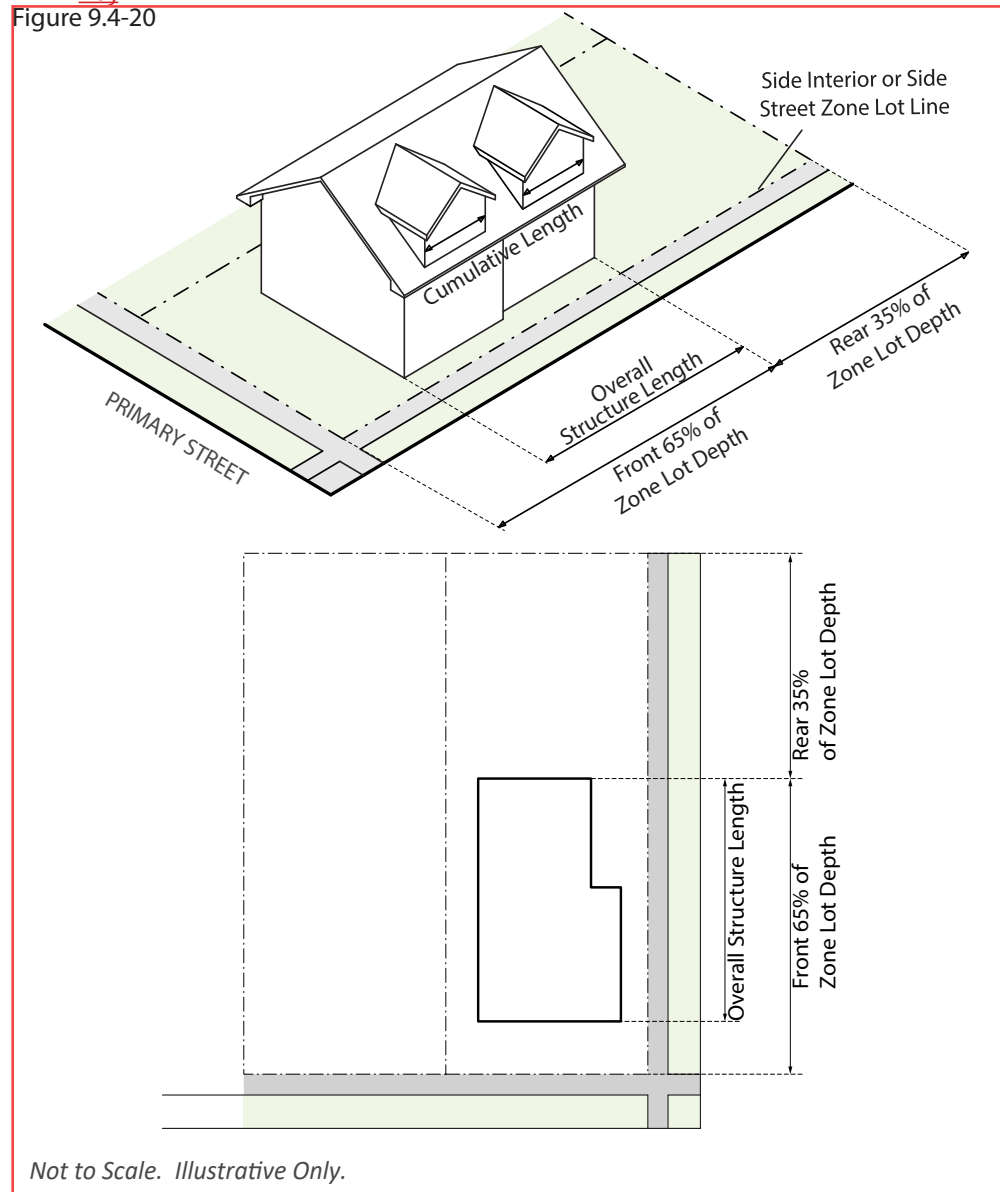 Figure 9.4-20
Side Interior or Side
Street Zone Lot Line
Cumulative Length
Rear 35% of
Zone Lot Depth
Overall
Structure Length
Front 65% of
Zone Lot Depth
PRIMARY STREET
Rear 35%
of Zone Lot Depth
Overall Structure Length
Front 65% of
Zone Lot Depth
Not to Scale.  Illustrative Only.